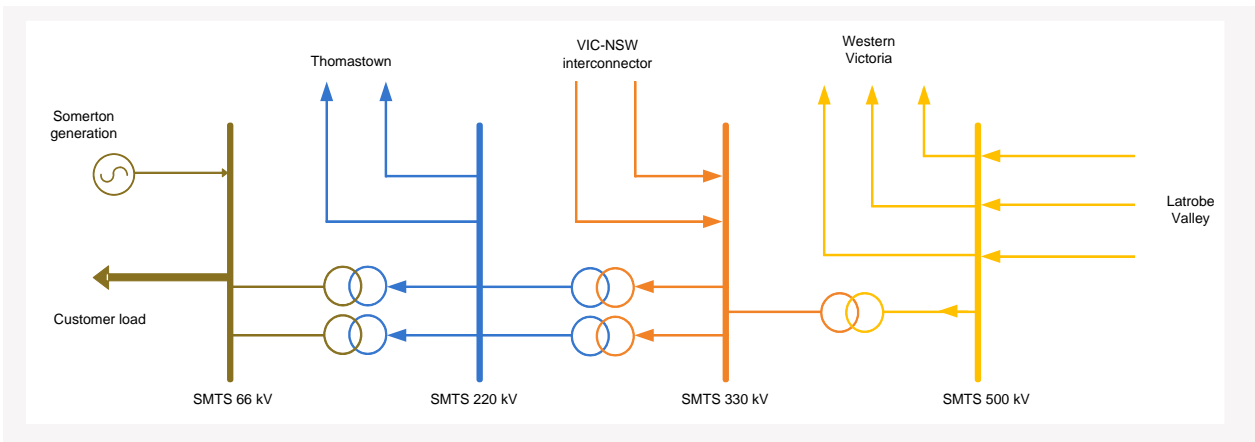 VIC-NSW
interconnector
Western
Victoria
Thomastown
Somerton
generation
Latrobe
Valley
Customer load
SMTS 66 kV
SMTS 220 kV
SMTS 330 kV
SMTS 500 kV